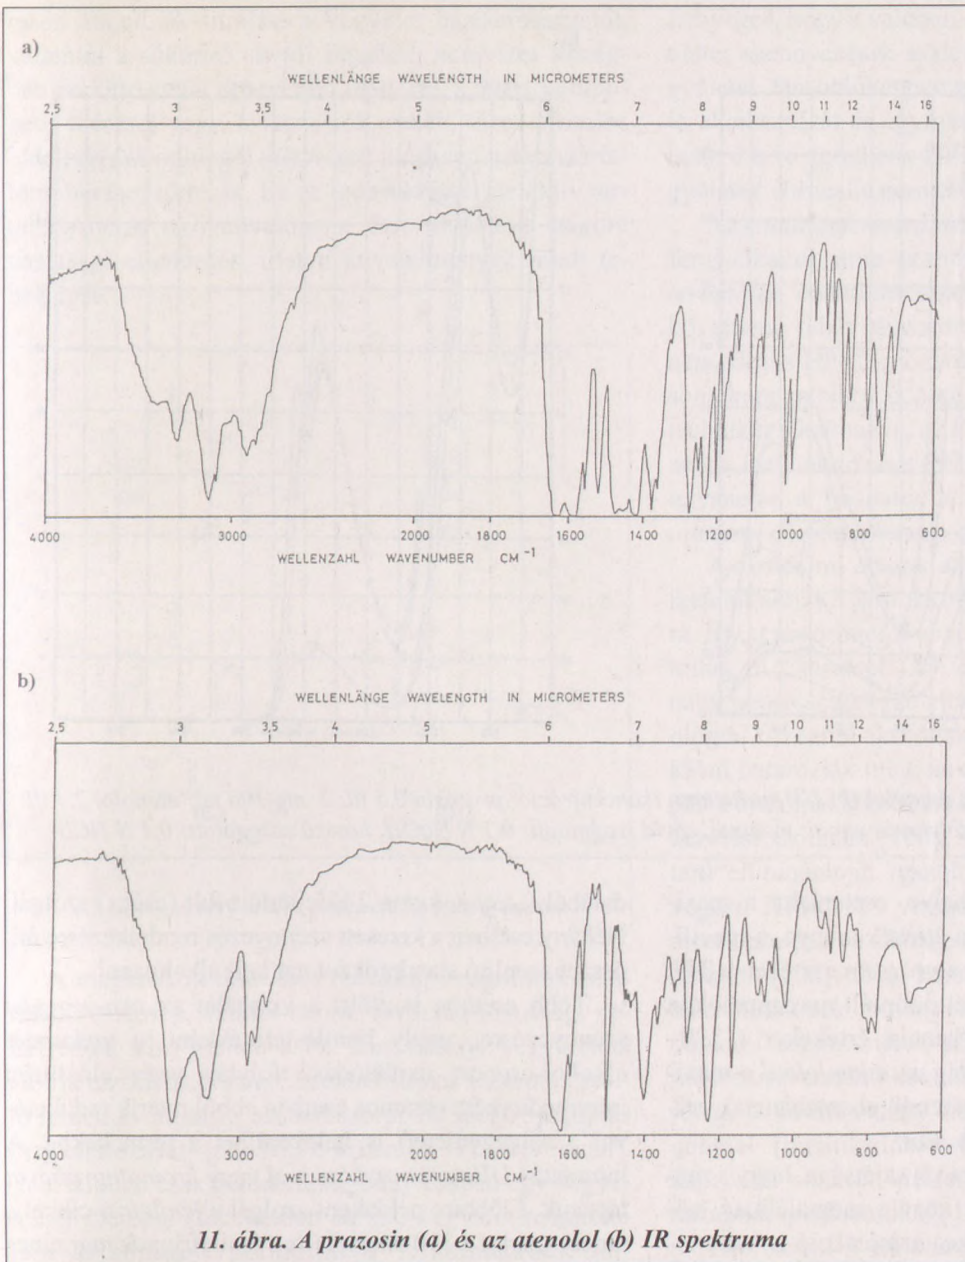 a)
WELLENLÄNGE WAVELENGTH IN MICROMETERS
2,5 3 3,5 4 5 6 7 8 9 10 11 12 14 16
4000 3000 2000 1800 1600 1400 1200 1000 800 600
WELLENZAHL WAVENUMBER CM-1
b)
WELLENLÄNGE WAVELENGTH IN MICROMETERS
2,5 3 3,5 4 5 6 7 8 9 10 11 12 14 16
4000 3000 2000 1800 1600 1400 1200 1000 800 600
WELLENZAHL WAVENUMBER CM-1
11. ábra. A prazosin (a) és az atenolol (b) IR spektruma